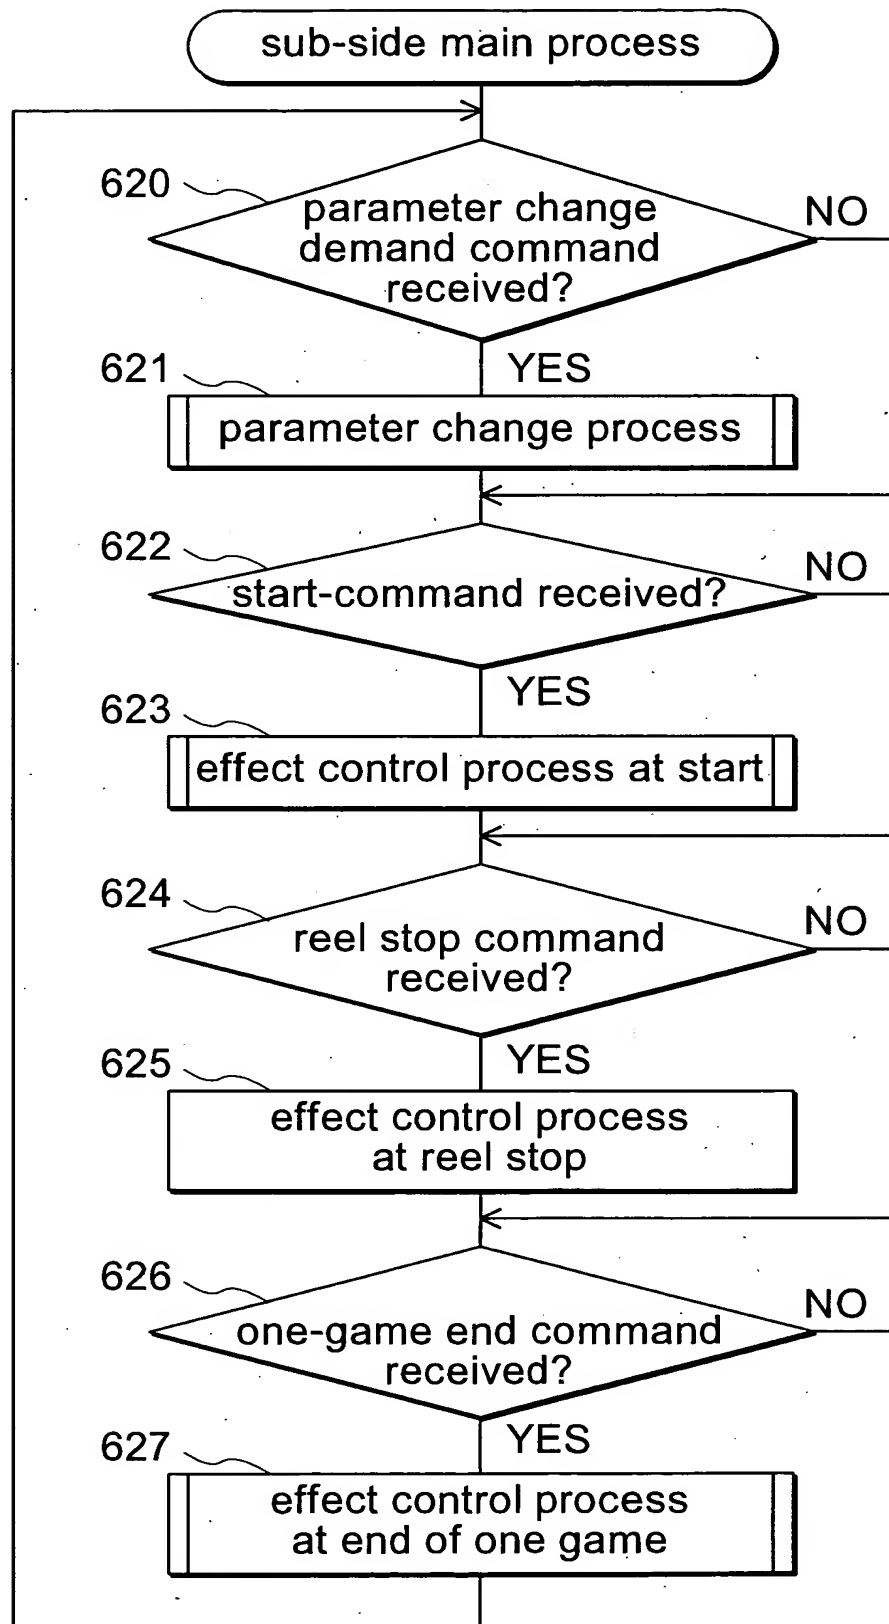 sub-side main process
620
parameter change
demand command
received?
NO
YES
621
parameter change process
622
start-command received?
NO
YES
623
effect control process at start
624
reel stop command
received?
NO
YES
625
effect control process
at reel stop
626
one-game end command
received?
NO
YES
627
effect control process
at end of one game